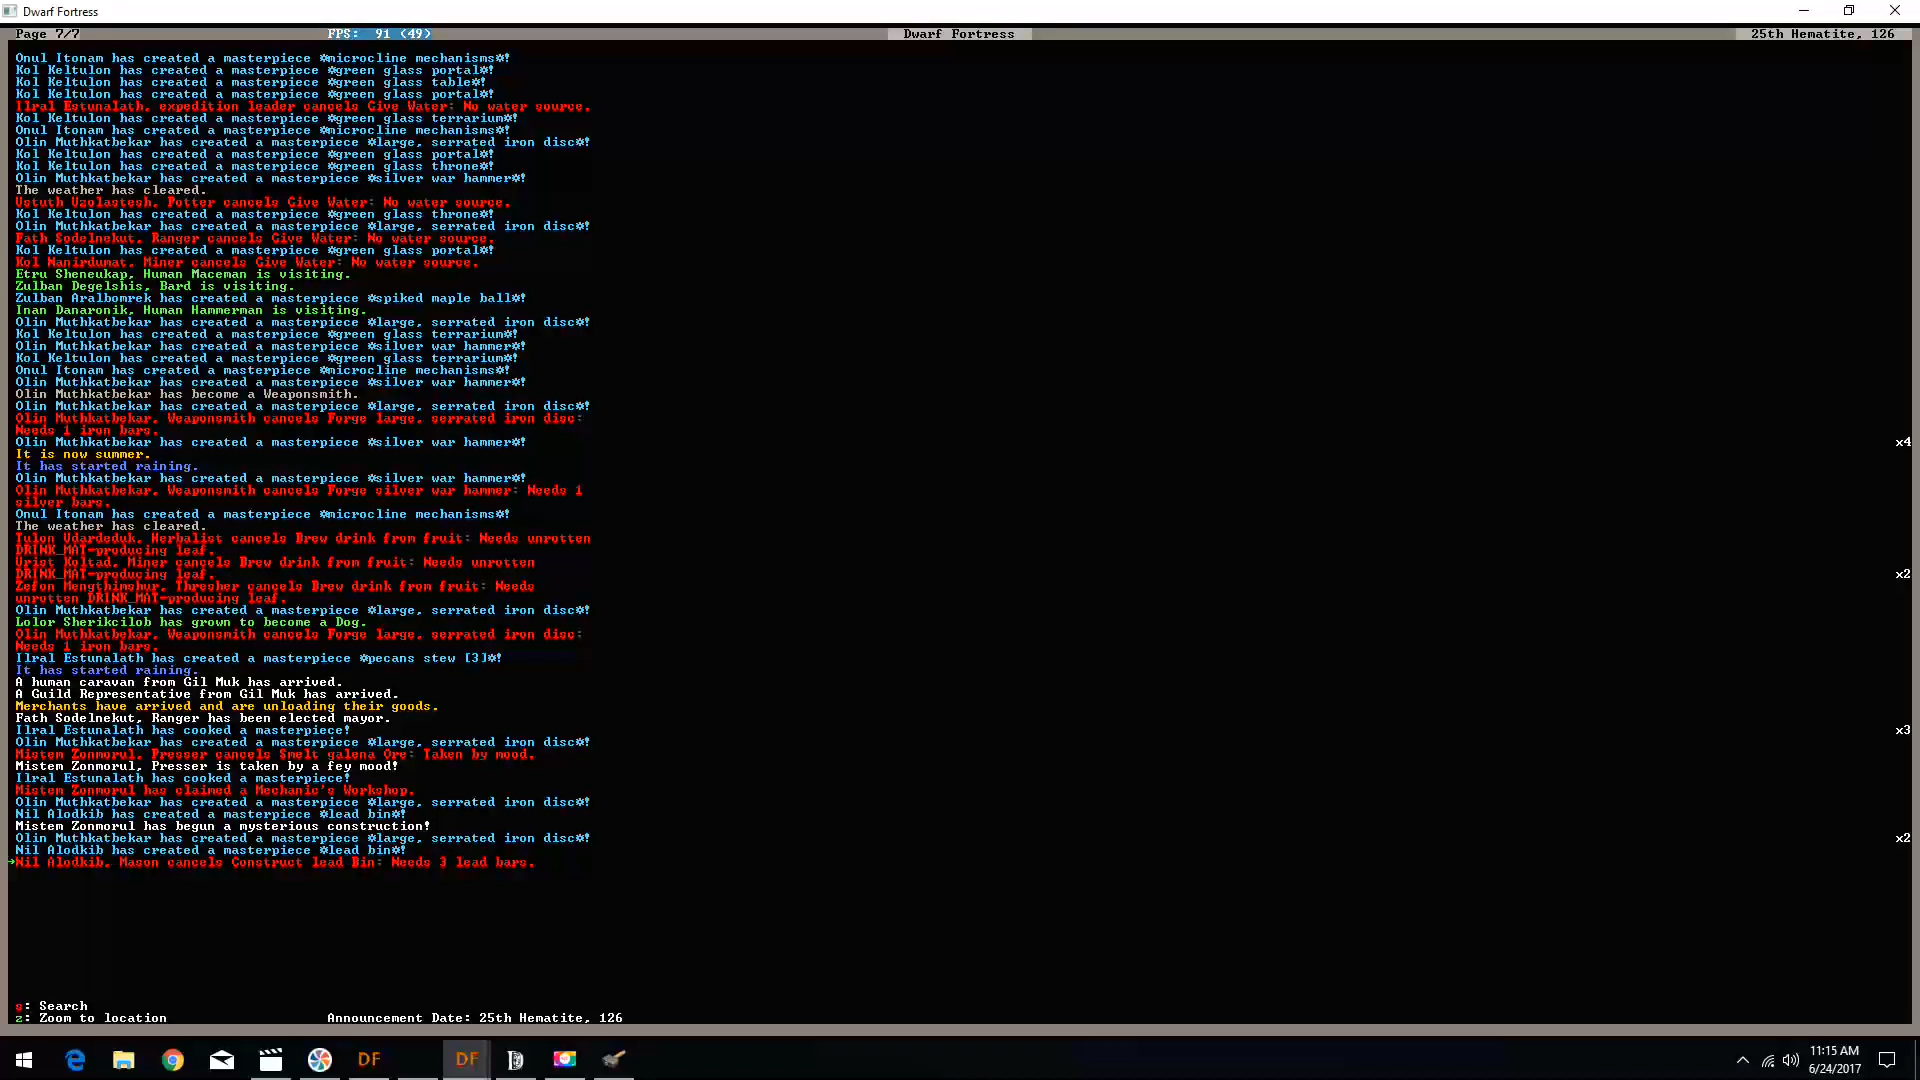 Dwarf Fortress
Page 7/7 FPS: 91 (49) Dwarf Fortress 25th Hematite, 126
Onul Itonam has created a masterpiece ☼microcline mechanisms☼!
Kol Keltulon has created a masterpiece ☼green glass portal☼!
Kol Keltulon has created a masterpiece ☼green glass table☼!
Kol Keltulon has created a masterpiece ☼green glass portal☼!
Ilral Estunalath, expedition leader cancels Give Water: No water source.
Kol Keltulon has created a masterpiece ☼green glass terrarium☼!
Onul Itonam has created a masterpiece ☼microcline mechanisms☼!
Olin Muthkatbekar has created a masterpiece ☼large, serrated iron disc☼!
Kol Keltulon has created a masterpiece ☼green glass portal☼!
Kol Keltulon has created a masterpiece ☼green glass throne☼!
Olin Muthkatbekar has created a masterpiece ☼silver war hammer☼!
The weather has cleared.
Ustuth Uzolastesh, Potter cancels Give Water: No water source.
Kol Keltulon has created a masterpiece ☼green glass throne☼!
Olin Muthkatbekar has created a masterpiece ☼large, serrated iron disc☼!
Fath Sodelnekut, Ranger cancels Give Water: No water source.
Kol Keltulon has created a masterpiece ☼green glass portal☼!
Kol Nanirdumat, Miner cancels Give Water: No water source.
Etru Sheneukap, Human Maceman is visiting.
Zulban Degelshis, Bard is visiting.
Zulban Aralbomrek has created a masterpiece ☼spiked maple ball☼!
Inan Danaronik, Human Hammerman is visiting.
Olin Muthkatbekar has created a masterpiece ☼large, serrated iron disc☼!
Kol Keltulon has created a masterpiece ☼green glass terrarium☼!
Olin Muthkatbekar has created a masterpiece ☼silver war hammer☼!
Kol Keltulon has created a masterpiece ☼green glass terrarium☼!
Onul Itonam has created a masterpiece ☼microcline mechanisms☼!
Olin Muthkatbekar has created a masterpiece ☼silver war hammer☼!
Olin Muthkatbekar has become a Weaponsmith.
Olin Muthkatbekar has created a masterpiece ☼large, serrated iron disc☼!
Olin Muthkatbekar, Weaponsmith cancels Forge large, serrated iron disc:
Needs 1 iron bars.
Olin Muthkatbekar has created a masterpiece ☼silver war hammer☼! x4
It is now summer.
It has started raining.
Olin Muthkatbekar has created a masterpiece ☼silver war hammer☼!
Olin Muthkatbekar, Weaponsmith cancels Forge silver war hammer: Needs 1
silver bars.
Onul Itonam has created a masterpiece ☼microcline mechanisms☼!
The weather has cleared.
Tulon Udardeduk, Herbalist cancels Brew drink from fruit: Needs unrotten
DRINK_MAT-producing leaf.
Urist Koltad, Miner cancels Brew drink from fruit: Needs unrotten
DRINK_MAT-producing leaf. x2
Zefon Mengthimshur, Thresher cancels Brew drink from fruit: Needs
unrotten DRINK_MAT-producing leaf.
Olin Muthkatbekar has created a masterpiece ☼large, serrated iron disc☼!
Lolor Sherikcilob has grown to become a Dog.
Olin Muthkatbekar, Weaponsmith cancels Forge large, serrated iron disc:
Needs 1 iron bars.
Ilral Estunalath has created a masterpiece ☼pecans stew [3]☼!
It has started raining.
A human caravan from Gil Muk has arrived.
A Guild Representative from Gil Muk has arrived.
Merchants have arrived and are unloading their goods.
Fath Sodelnekut, Ranger has been elected mayor.
Ilral Estunalath has cooked a masterpiece! x3
Olin Muthkatbekar has created a masterpiece ☼large, serrated iron disc☼!
Mistem Zonmorul, Presser cancels Smelt galena Ore: Taken by mood.
Mistem Zonmorul, Presser is taken by a fey mood!
Ilral Estunalath has cooked a masterpiece!
Mistem Zonmorul has claimed a Mechanic's Workshop.
Olin Muthkatbekar has created a masterpiece ☼large, serrated iron disc☼!
Nil Alodkib has created a masterpiece ☼lead bin☼!
Mistem Zonmorul has begun a mysterious construction!
Olin Muthkatbekar has created a masterpiece ☼large, serrated iron disc☼! x2
Nil Alodkib has created a masterpiece ☼lead bin☼!
→Nil Alodkib, Mason cancels Construct lead Bin: Needs 3 lead bars.
s: Search
z: Zoom to location Announcement Date: 25th Hematite, 126
DF DF
11:15 AM
6/24/2017